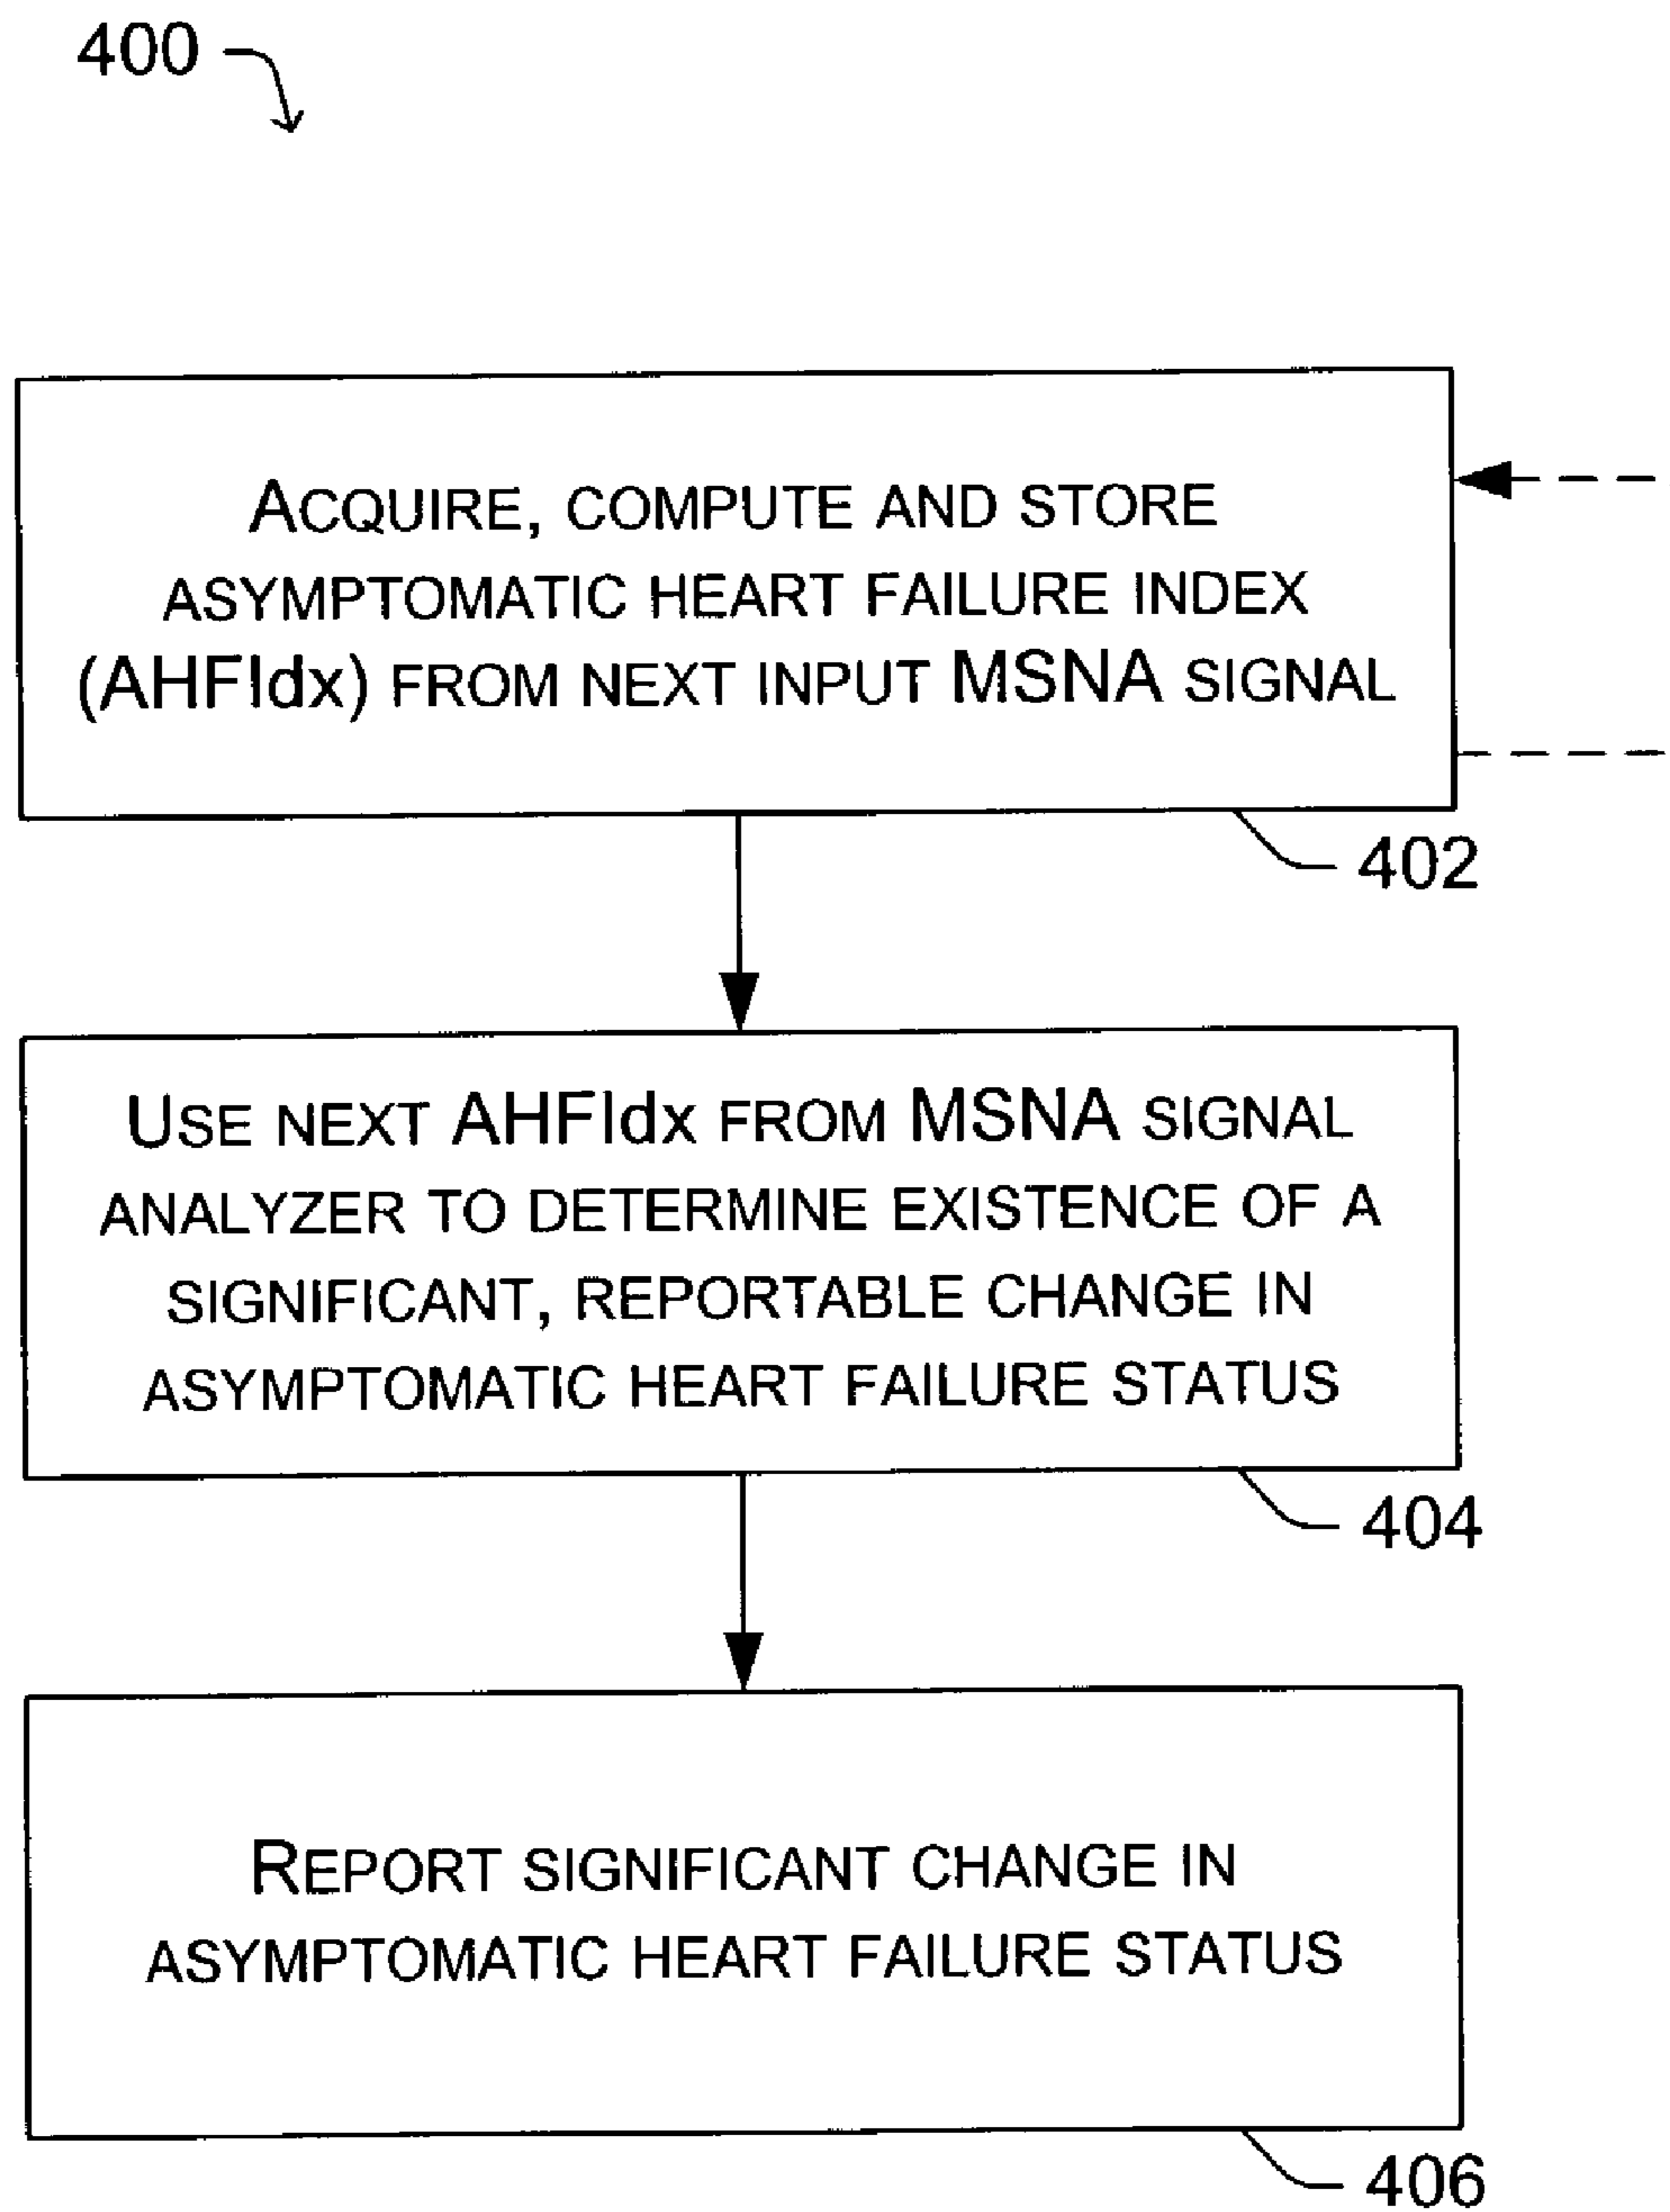 400
ACQUIRE, COMPUTE AND STORE
ASYMPTOMATIC HEART FAILURE INDEX
(AHFIdx) FROM NEXT INPUT MSNA SIGNAL
402
USE NEXT AHFIdx FROM MSNA SIGNAL
ANALYZER TO DETERMINE EXISTENCE OF A
SIGNIFICANT, REPORTABLE CHANGE IN
ASYMPTOMATIC HEART FAILURE STATUS
404
REPORT SIGNIFICANT CHANGE IN
ASYMPTOMATIC HEART FAILURE STATUS
406